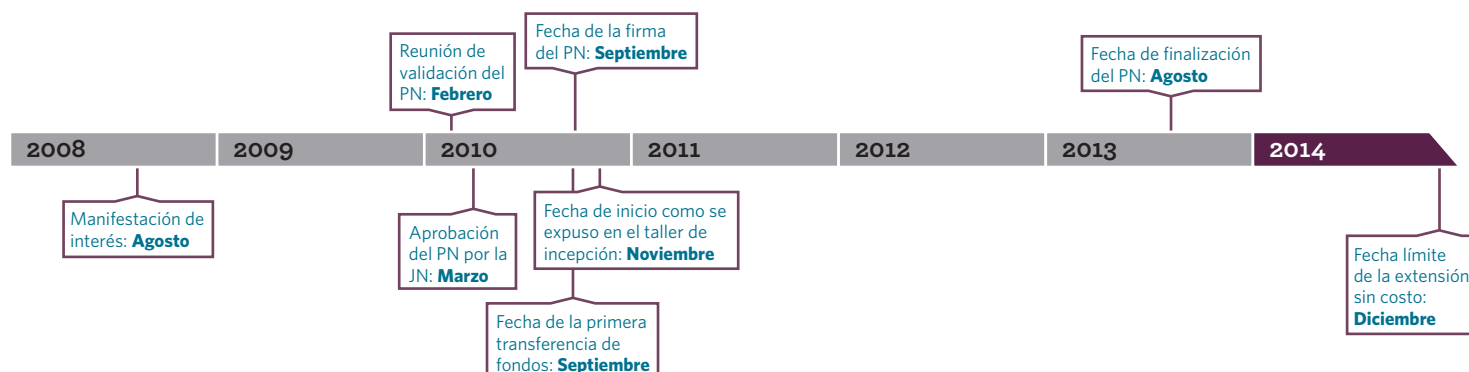 Fecha de la firma
del PN: Septiembre
Reunión de
validación del
PN: Febrero
Fecha de finalización
del PN: Agosto
2008
2009
2010
2011
2012
2013
2014
Manifestación de
interés: Agosto
Aprobación
del PN por la
JN: Marzo
Fecha de inicio como se
expuso en el taller de
incepción: Noviembre
Fecha de la primera
transferencia de
fondos: Septiembre
Fecha límite
de la extensión
sin costo:
Diciembre